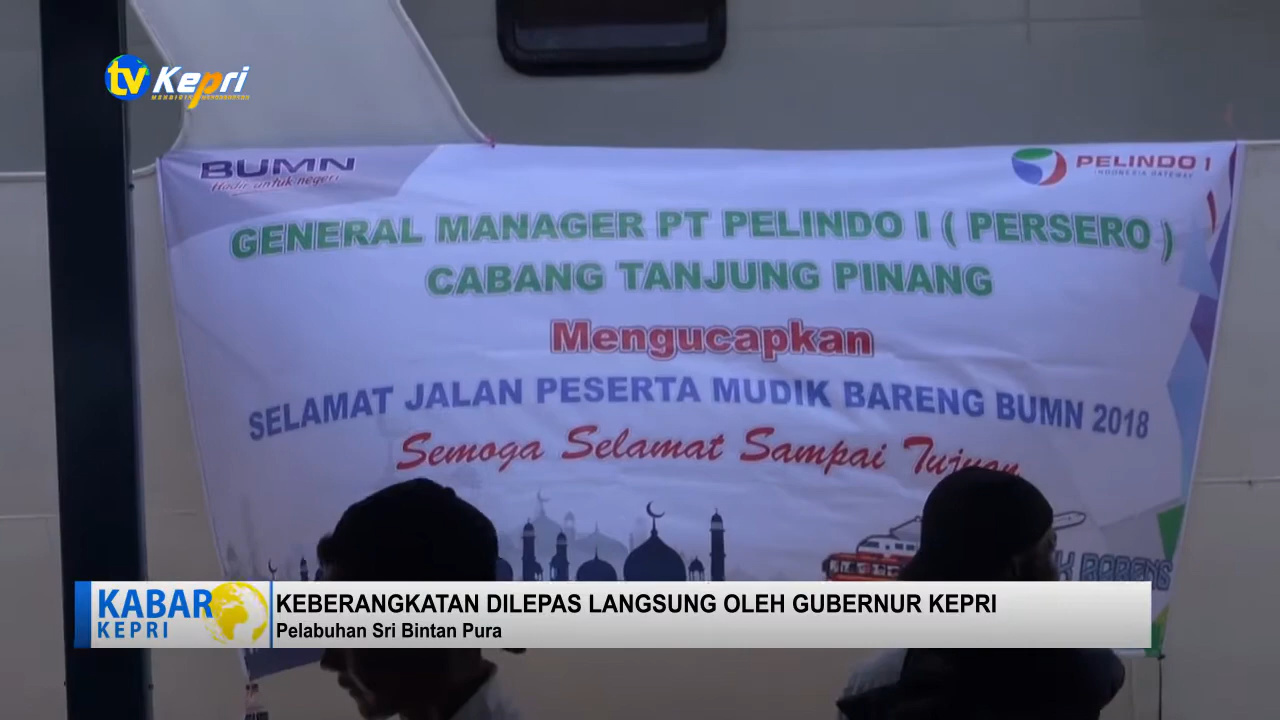 tv Kepri
BUMN
Hadir untuk negeri
PELINDO 1
INDONESIA GATEWAY
GENERAL MANAGER PT PELINDO I ( PERSERO )
CABANG TANJUNG PINANG
Mengucapkan
SELAMAT JALAN PESERTA MUDIK BARENG BUMN 2018
Semoga Selamat Sampai Tujuan
BARENG
KABAR
KEPRI
KEBERANGKATAN DILEPAS LANGSUNG OLEH GUBERNUR KEPRI
Pelabuhan Sri Bintan Pura